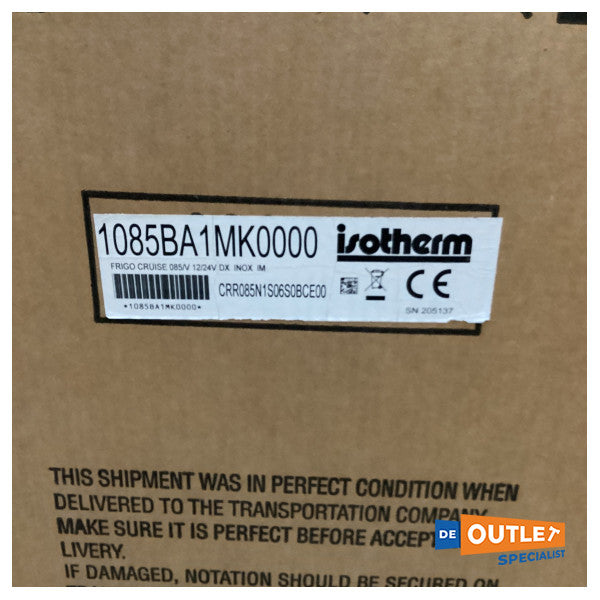 1085BA1MK0000 isotherm
FRIGO CRUISE 085/V 12/24V DX INOX IM
CRR085N1S06S0BCE00 CE
*1085BA1MK0000*
SN 205137
THIS SHIPMENT WAS IN PERFECT CONDITION WHEN
DELIVERED TO THE TRANSPORTATION COMPANY
MAKE SURE IT IS PERFECT BEFORE
LIVERY.
IF DAMAGED, NOTATION SHOULD BE SECURED ON
DE OUTLET
SPECIALIST